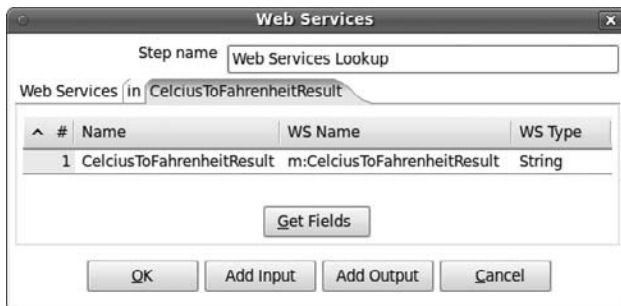 Web Services
Step name Web Services Lookup
Web Services in CelciusToFahrenheitResult
# Name WS Name WS Type
1 CelciusToFahrenheitResult m:CelciusToFahrenheitResult String
Get Fields
OK Add Input Add Output Cancel